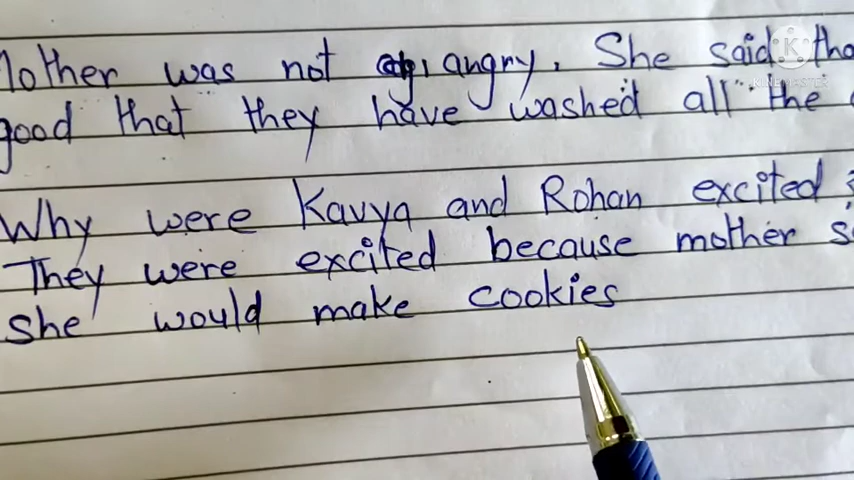 Mother was not angry. She said
good that they have washed all the
Why were Kavya and Rohan excited ?
They were excited because mother
she would make cookies
KINEMASTER